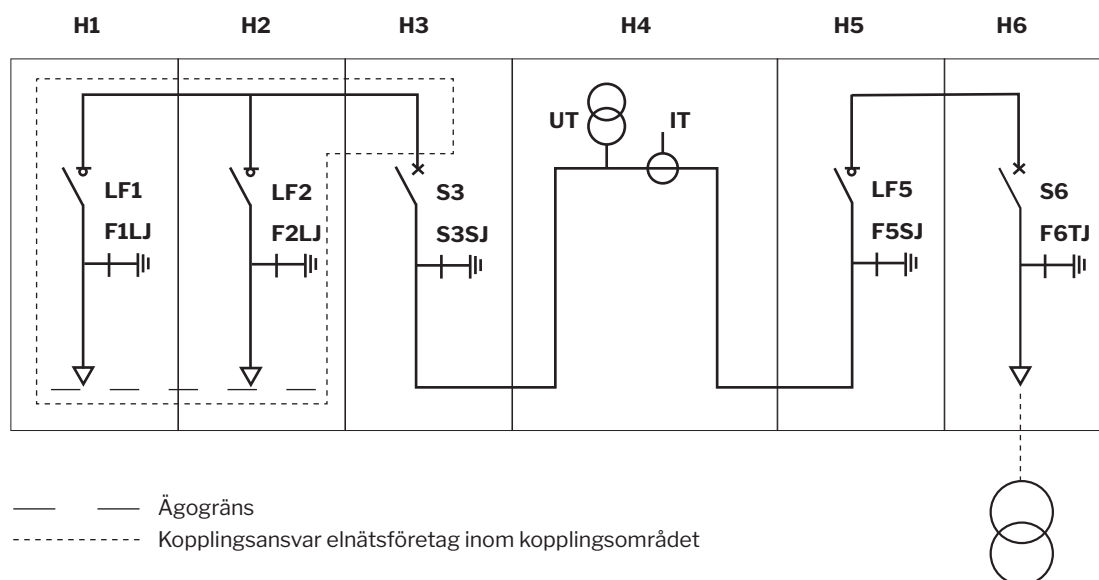 H1 H2 H3 H4 H5 H6
UT IT
LF1 LF2 S3 LF5 S6
F1LJ F2LJ S3SJ F5SJ F6TJ
Ägogräns
Kopplingsansvar elnätsföretag inom kopplingsområdet